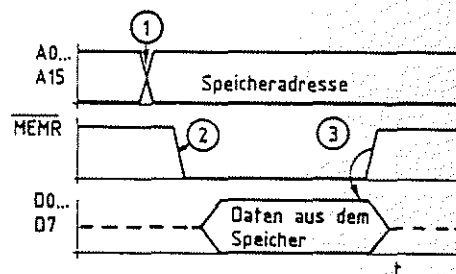 1
A0...
A15
Speicheradresse
MEMR
2
3
D0...
D7
Daten aus dem
Speicher
t